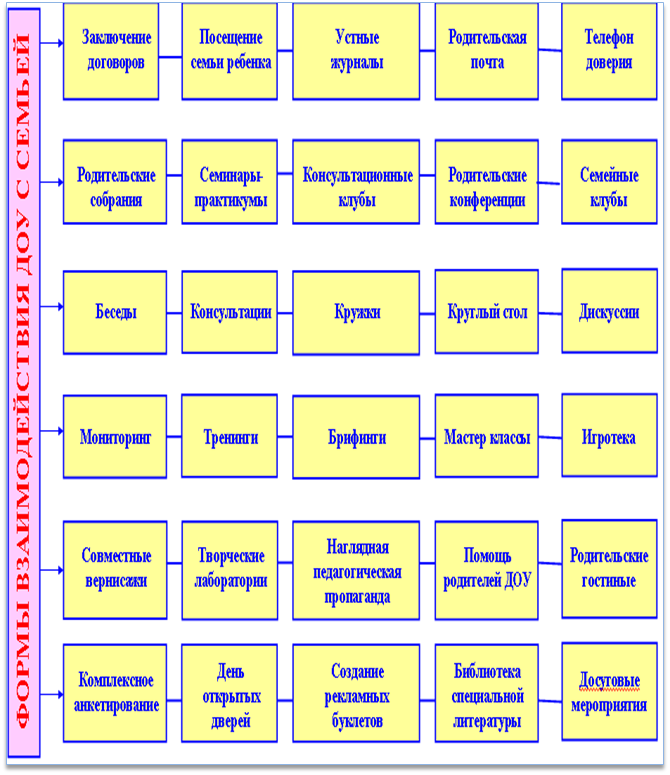 ФОРМЫ ВЗАИМОДЕЙСТВИЯ ДОУ С СЕМЬЕЙ
Заключение
договоров
Посещение
семьи ребенка
Устные
журналы
Родительская
почта
Телефон
доверия
Родительские
собрания
Семинары-
практикумы
Консультационные
клубы
Родительские
конференции
Семейные
клубы
Беседы
Консультации
Кружки
Круглый стол
Дискуссии
Мониторинг
Тренинги
Брифинги
Мастер классы
Игротека
Совместные
вернисажи
Творческие
лаборатории
Наглядная
педагогическая
пропаганда
Помощь
родителей ДОУ
Родительские
гостиные
Комплексное
анкетирование
День
открытых
дверей
Создание
рекламных
буклетов
Библиотека
специальной
литературы
Досуговые
мероприятия